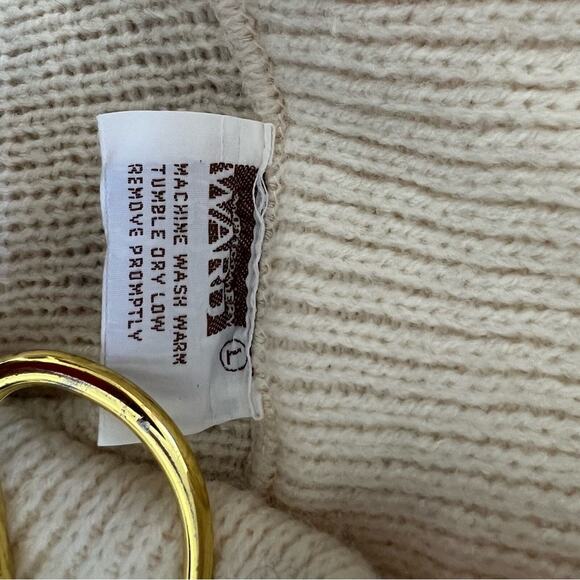 WARD
L
MACHINE WASH WARM
TUMBLE DRY LOW
REMOVE PROMPTLY